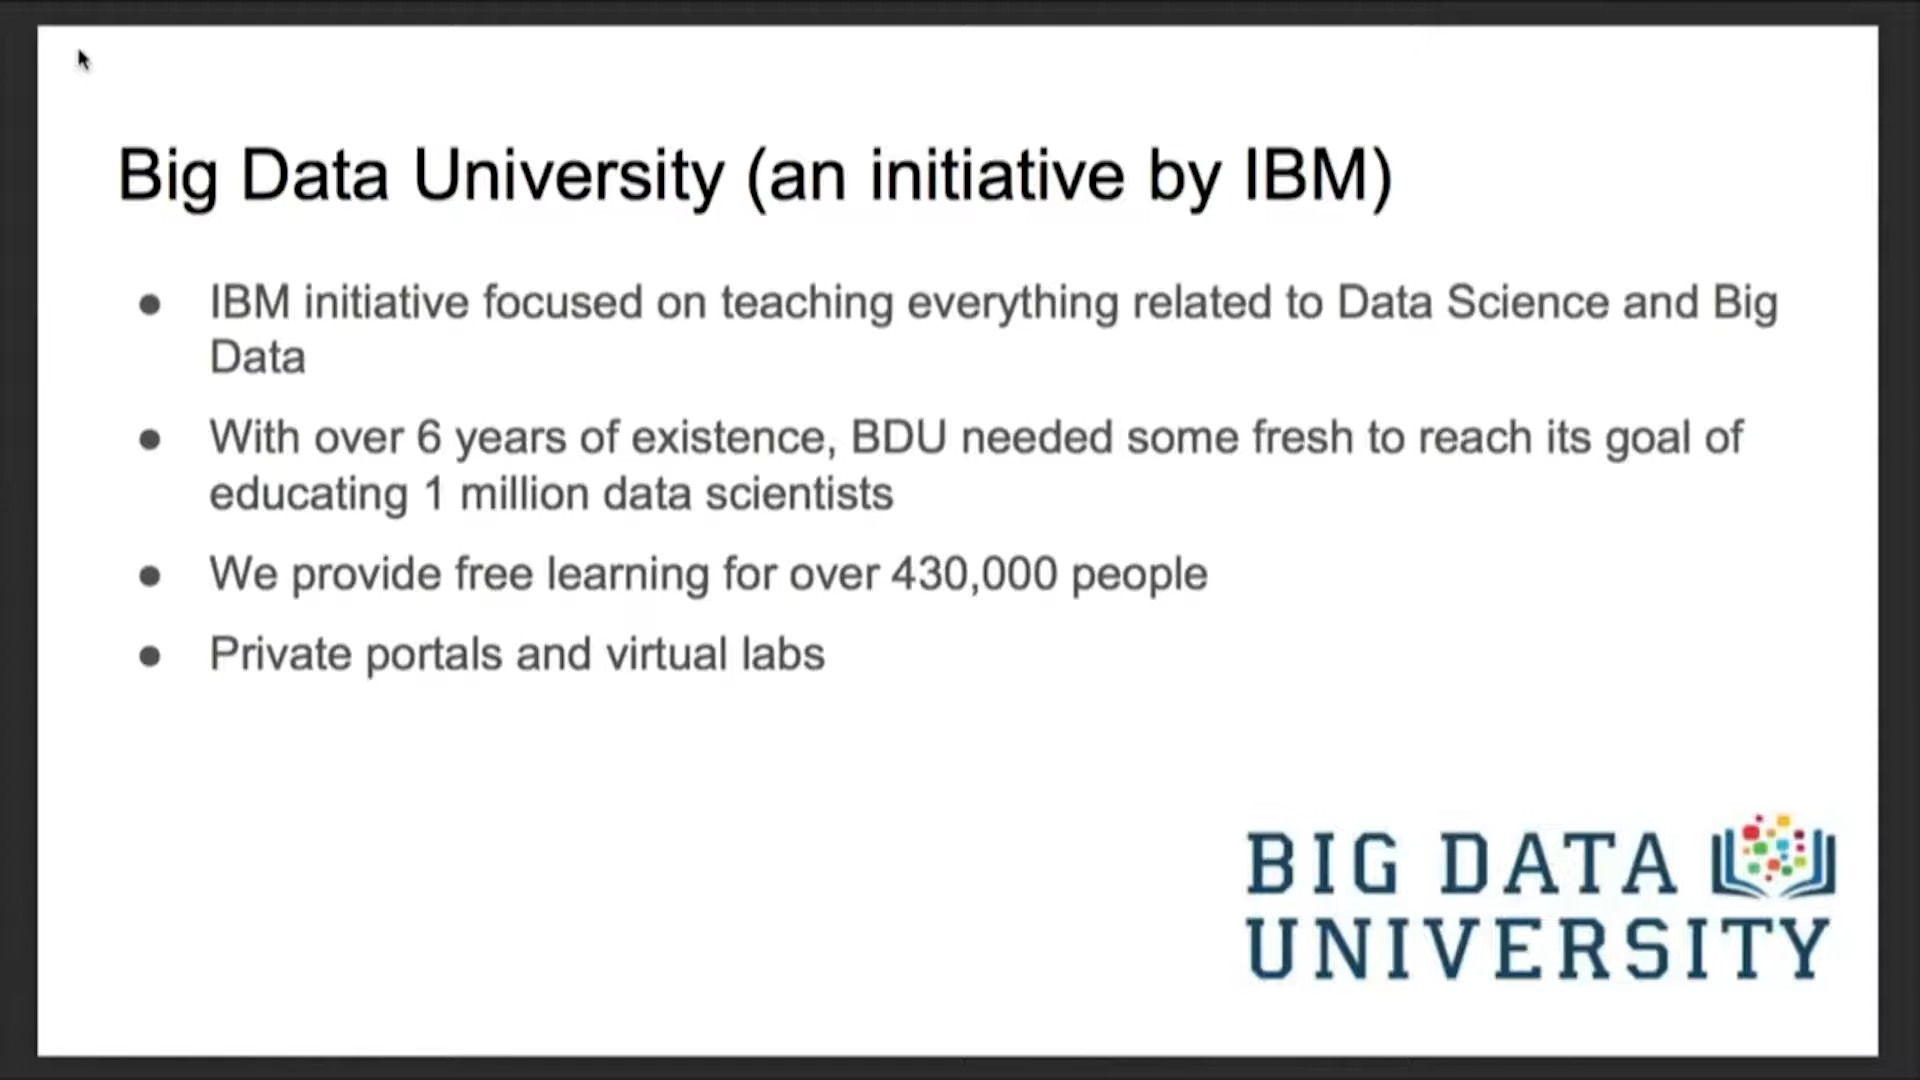 Big Data University (an initiative by IBM)
● IBM initiative focused on teaching everything related to Data Science and Big
Data
● With over 6 years of existence, BDU needed some fresh to reach its goal of
educating 1 million data scientists
● We provide free learning for over 430,000 people
● Private portals and virtual labs
BIG DATA
UNIVERSITY